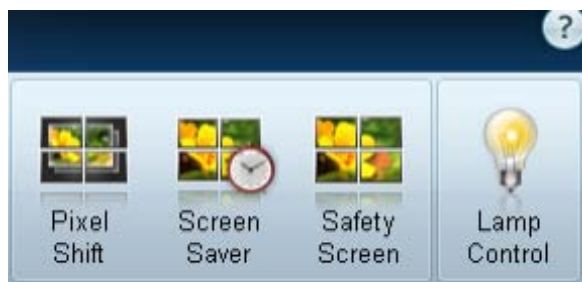 ?
Pixel Shift
Screen Saver
Safety Screen
Lamp Control